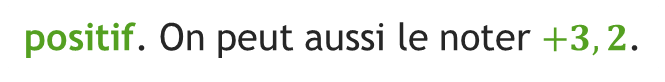 positif. On peut aussi le noter +3, 2.